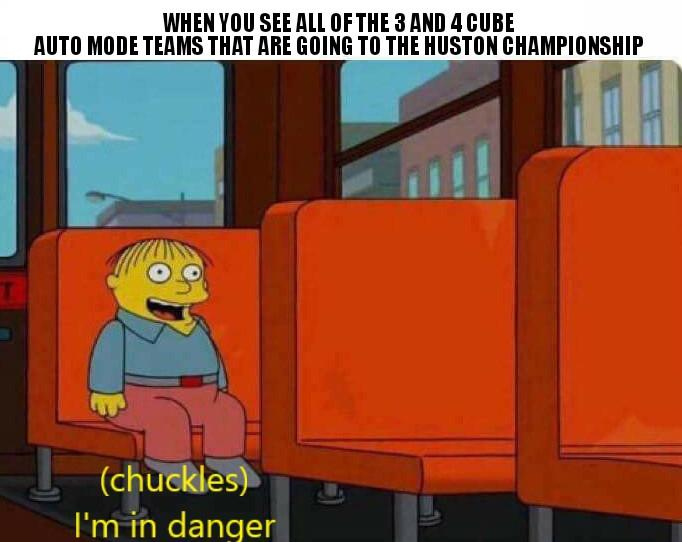 WHEN YOU SEE ALL OF THE 3 AND 4 CUBE
AUTO MODE TEAMS THAT ARE GOING TO THE HUSTON CHAMPIONSHIP
T
(chuckles)
I'm in danger